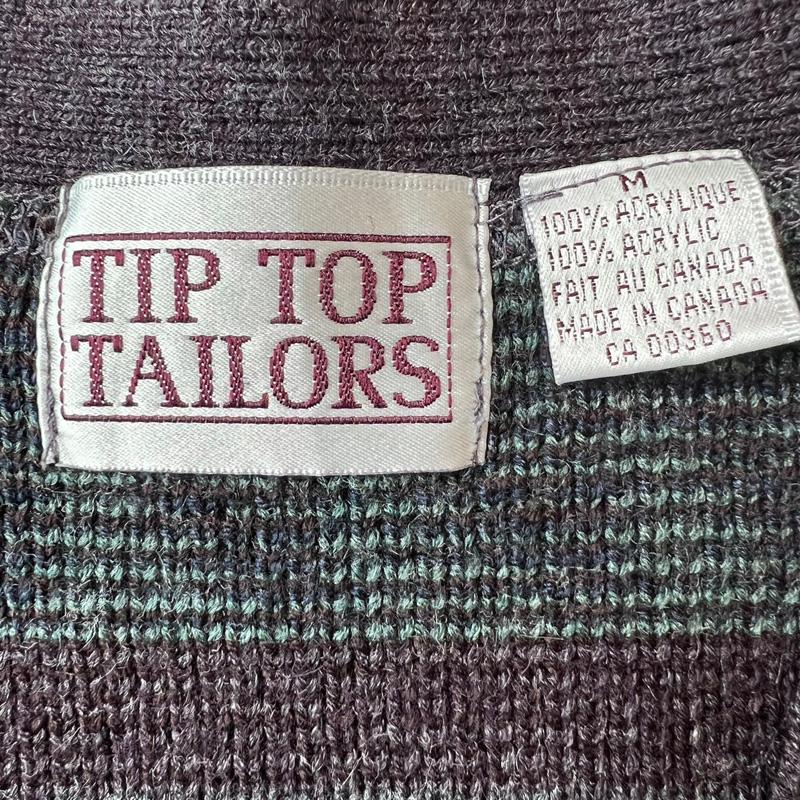 TIP TOP
TAILORS
M
100% ACRYLIQUE
100% ACRYLIC
FAIT AU CANADA
MADE IN CANADA
CA 00360